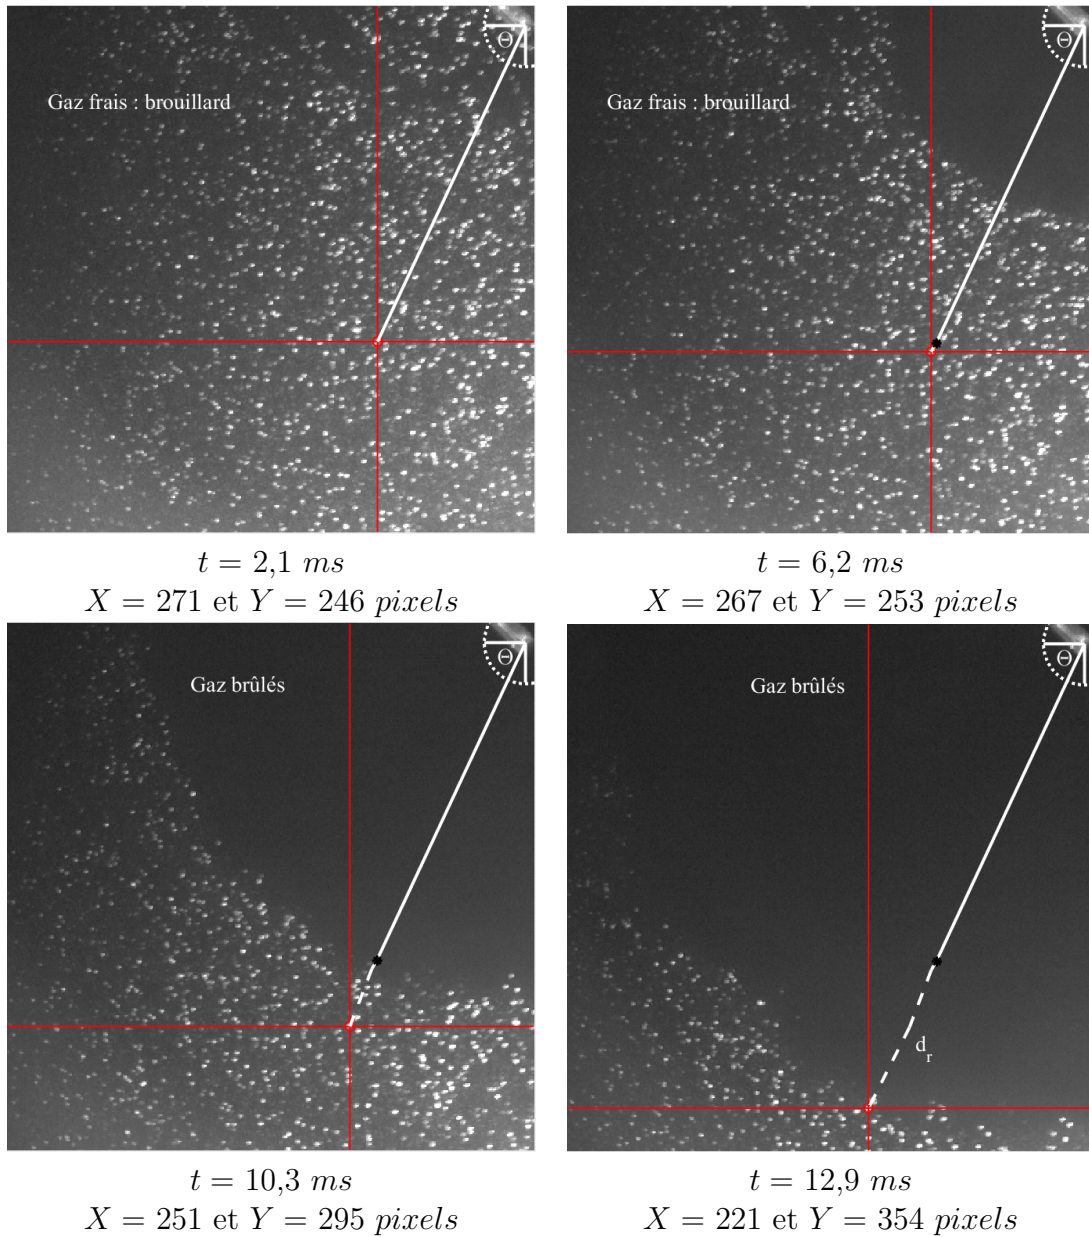 Θ
Gaz frais : brouillard
Θ
Gaz frais : brouillard
t = 2,1 ms
X = 271 et Y = 246 pixels
t = 6,2 ms
X = 267 et Y = 253 pixels
Θ
Gaz brûlés
Θ
Gaz brûlés
d_r
t = 10,3 ms
X = 251 et Y = 295 pixels
t = 12,9 ms
X = 221 et Y = 354 pixels